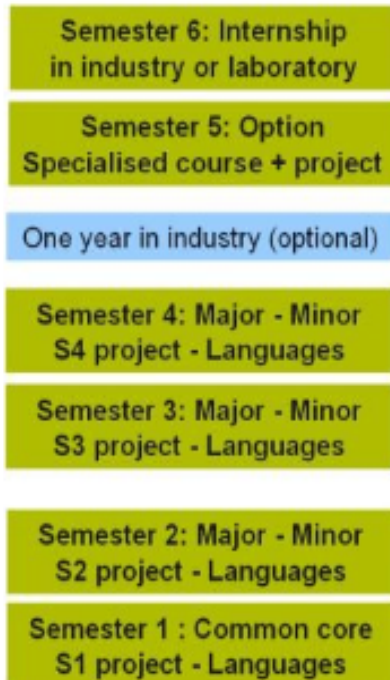 Semester 6: Internship
in industry or laboratory
Semester 5: Option
Specialised course + project
One year in industry (optional)
Semester 4: Major - Minor
S4 project - Languages
Semester 3: Major - Minor
S3 project - Languages
Semester 2: Major - Minor
S2 project - Languages
Semester 1 : Common core
S1 project - Languages